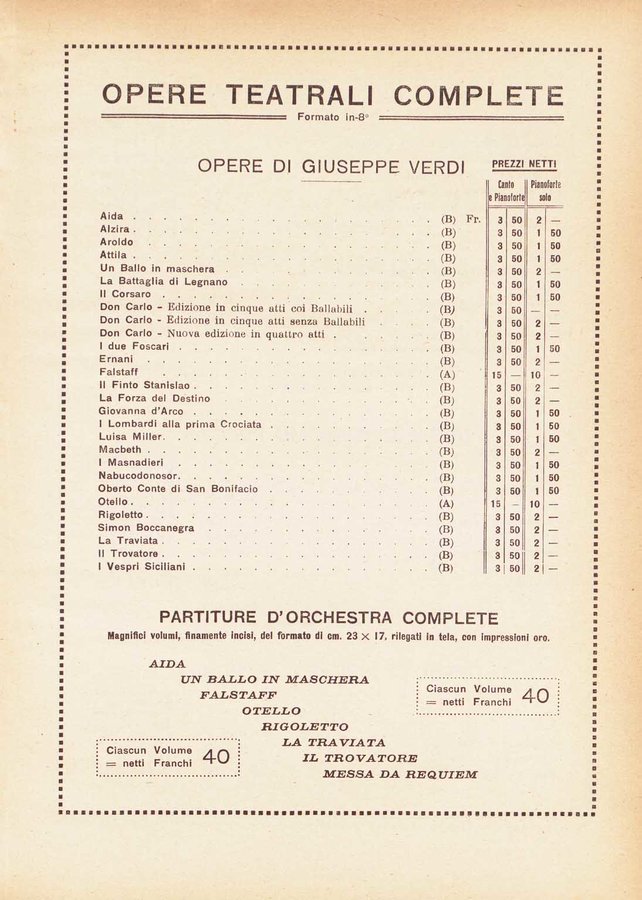 OPERE TEATRALI COMPLETE
Formato in-8°
OPERE DI GIUSEPPE VERDI
PREZZI NETTI
Canto e Pianoforte | Pianoforte solo
Aida . . . (B) Fr. 3 50 2 —
Alzira . . . (B) 3 50 1 50
Aroldo . . . (B) 3 50 1 50
Attila . . . (B) 3 50 1 50
Un Ballo in maschera . . . (B) 3 50 2 —
La Battaglia di Legnano . . . (B) 3 50 1 50
Il Corsaro . . . (B) 3 50 1 50
Don Carlo - Edizione in cinque atti coi Ballabili . . . (B) 3 50 — —
Don Carlo - Edizione in cinque atti senza Ballabili . . . (B) 3 50 2 —
Don Carlo - Nuova edizione in quattro atti . . . (B) 3 50 2 —
I due Foscari . . . (B) 3 50 1 50
Ernani . . . (B) 3 50 2 —
Falstaff . . . (A) 15 — 10 —
Il Finto Stanislao . . . (B) 3 50 2 —
La Forza del Destino . . . (B) 3 50 2 —
Giovanna d'Arco . . . (B) 3 50 1 50
I Lombardi alla prima Crociata . . . (B) 3 50 1 50
Luisa Miller . . . (B) 3 50 1 50
Macbeth . . . (B) 3 50 2 —
I Masnadieri . . . (B) 3 50 1 50
Nabucodonosor . . . (B) 3 50 1 50
Oberto Conte di San Bonifacio . . . (B) 3 50 1 50
Otello . . . (A) 15 — 10 —
Rigoletto . . . (B) 3 50 2 —
Simon Boccanegra . . . (B) 3 50 2 —
La Traviata . . . (B) 3 50 2 —
Il Trovatore . . . (B) 3 50 2 —
I Vespri Siciliani . . . (B) 3 50 2 —
PARTITURE D'ORCHESTRA COMPLETE
Magnifici volumi, finamente incisi, del formato di cm. 23 × 17, rilegati in tela, con impressioni oro.
AIDA
UN BALLO IN MASCHERA
FALSTAFF
OTELLO
RIGOLETTO
LA TRAVIATA
IL TROVATORE
MESSA DA REQUIEM
Ciascun Volume
= netti Franchi 40
Ciascun Volume
= netti Franchi 40